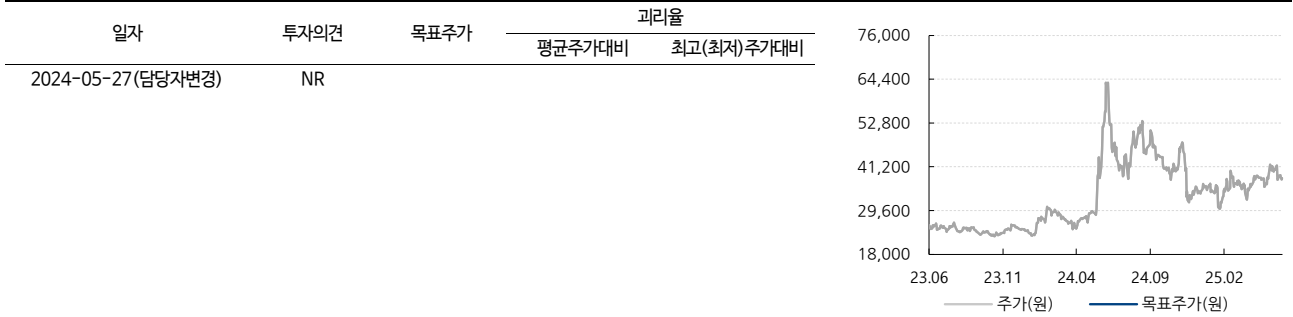 일자 투자의견 목표주가 괴리율
평균주가대비 최고(최저)주가대비
2024-05-27(담당자변경) NR
76,000
64,400
52,800
41,200
29,600
18,000
23.06 23.11 24.04 24.09 25.02
주가(원) 목표주가(원)